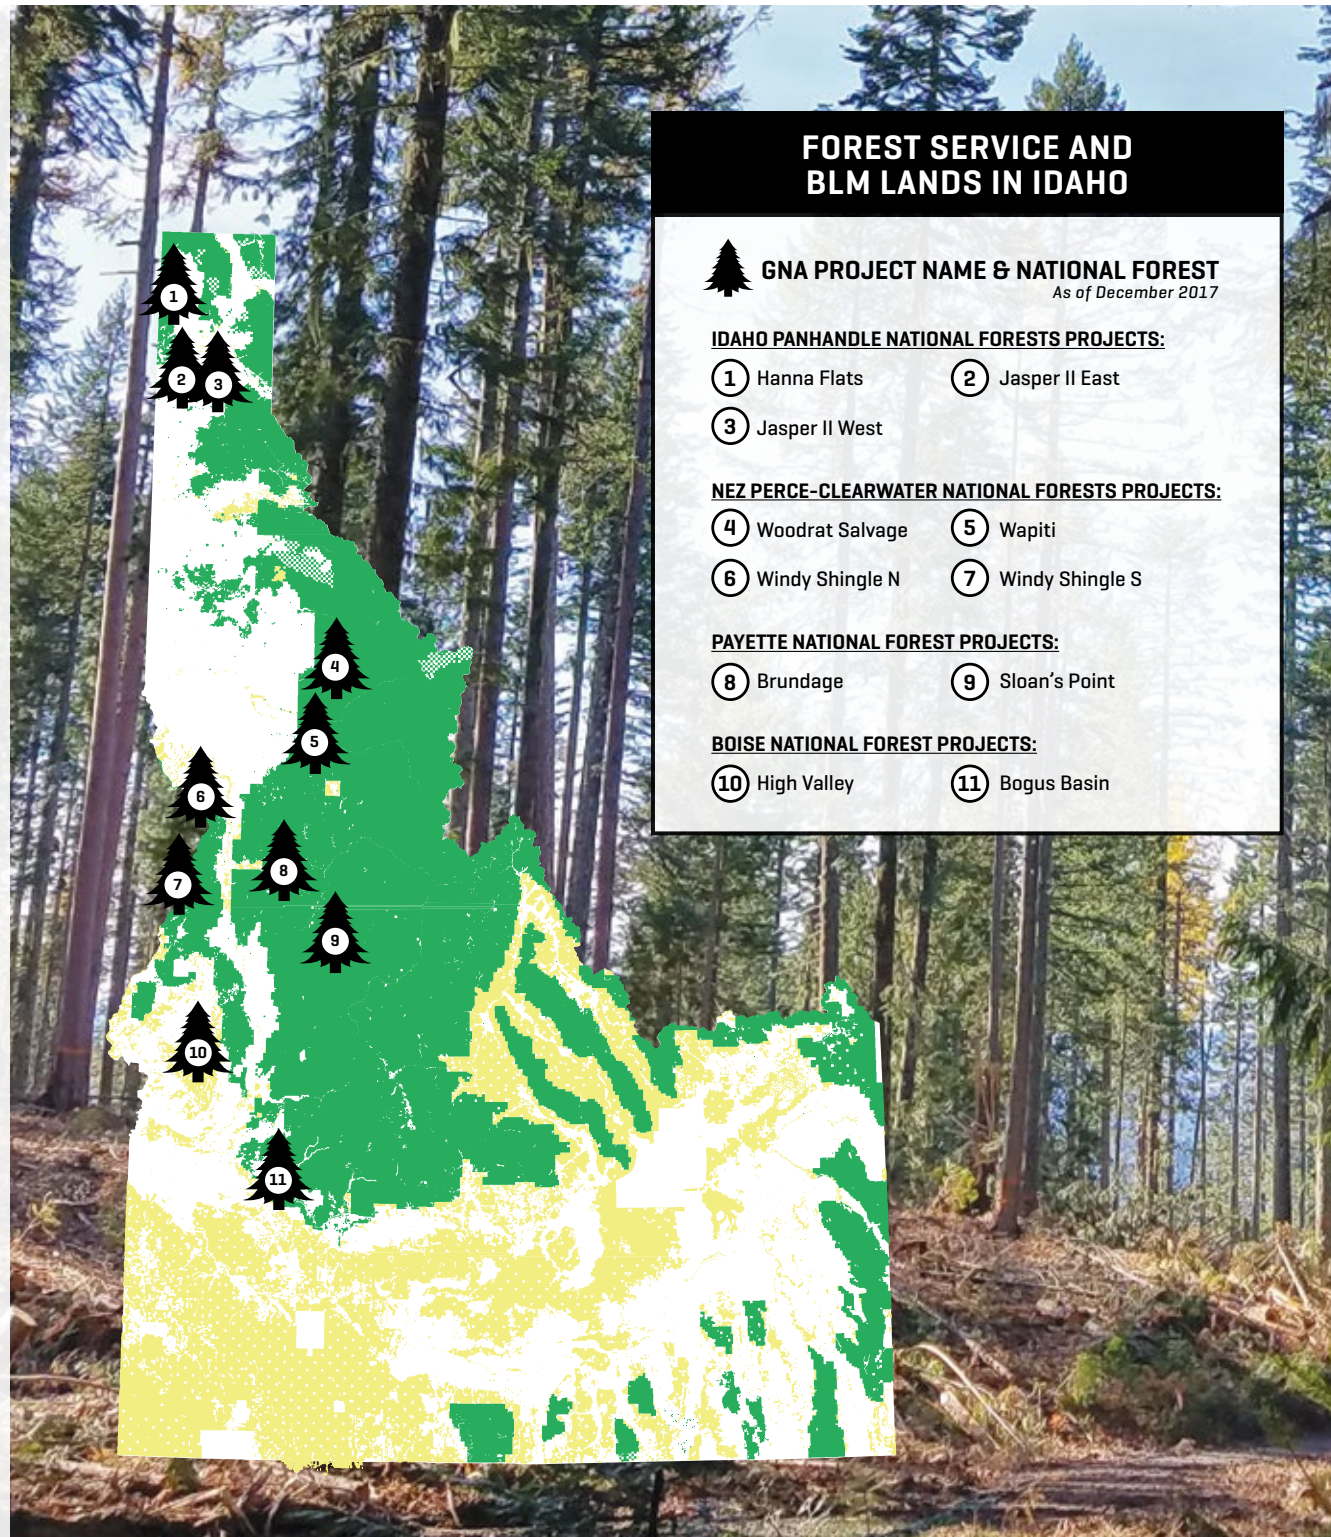 FOREST SERVICE AND
BLM LANDS IN IDAHO
GNA PROJECT NAME & NATIONAL FOREST
As of December 2017
IDAHO PANHANDLE NATIONAL FORESTS PROJECTS:
1 Hanna Flats 2 Jasper II East
3 Jasper II West
NEZ PERCE-CLEARWATER NATIONAL FORESTS PROJECTS:
4 Woodrat Salvage 5 Wapiti
6 Windy Shingle N 7 Windy Shingle S
PAYETTE NATIONAL FOREST PROJECTS:
8 Brundage 9 Sloan's Point
BOISE NATIONAL FOREST PROJECTS:
10 High Valley 11 Bogus Basin
1
2 3
4
5
6
8
7
9
10
11